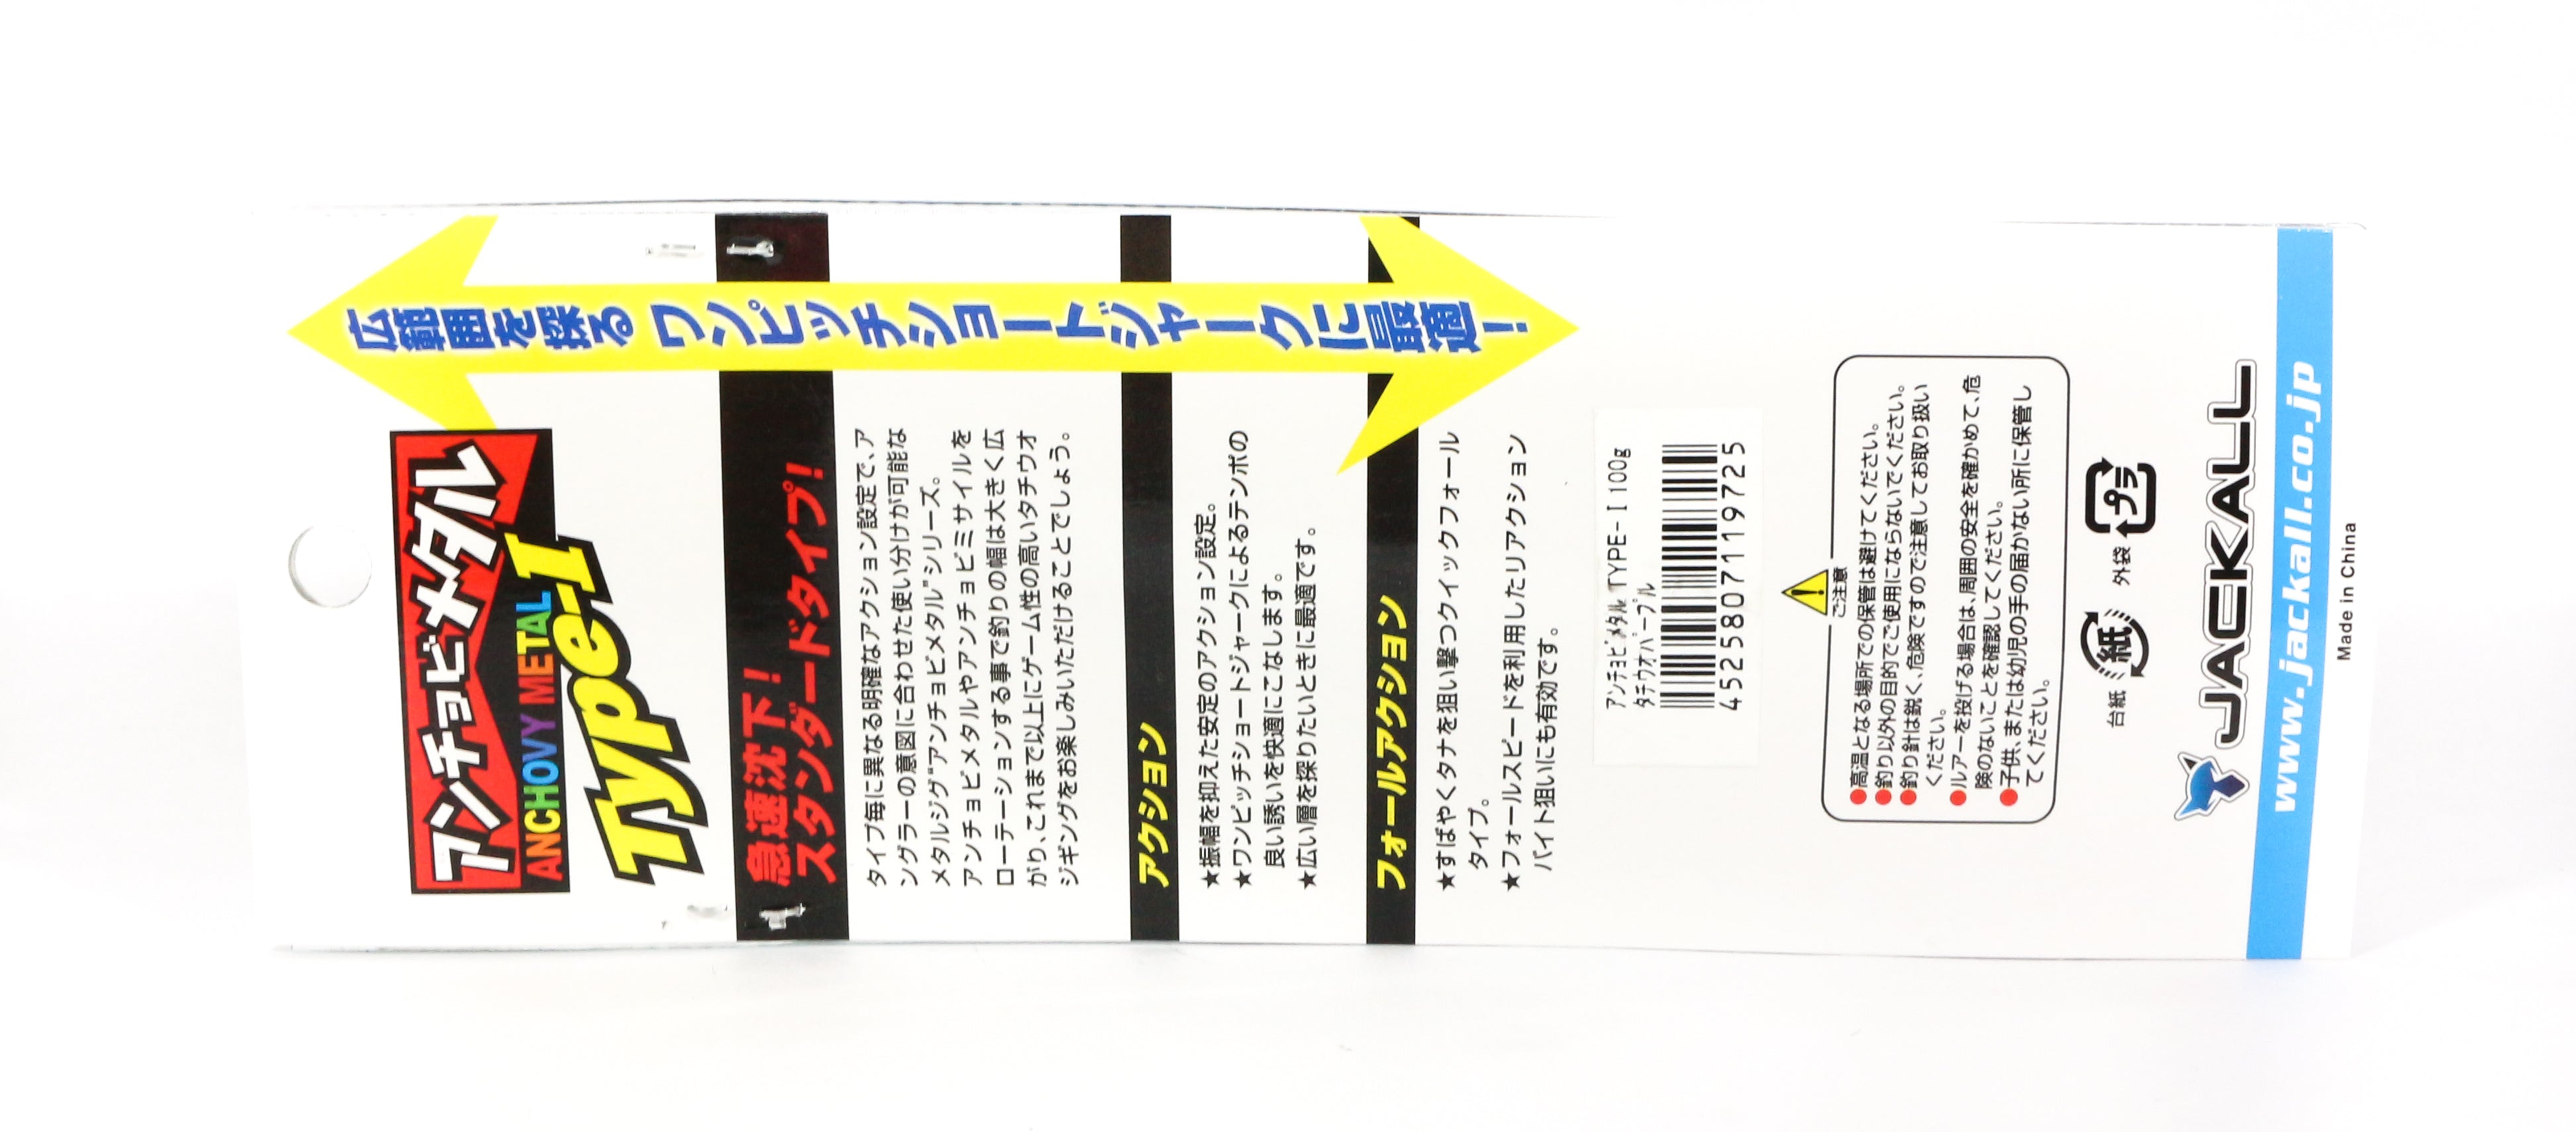 アンチョビメタル
ANCHOVY METAL
Type-I
広範囲を探る ワンピッチショートジャークに最適!
急速沈下!
スタンダードタイプ!
タイプ毎に異なる明確なアクション設定で、ア
ングラーの意図に合わせた使い分けが可能な
メタルジグ"アンチョビメタル"シリーズ。
アンチョビメタルやアンチョビミサイルを
ローテーションする事で釣りの幅は大きく広
がり、これまで以上にゲーム性の高いタチウオ
ジギングをお楽しみいただけることでしょう。
アクション
★振幅を抑えた安定のアクション設定。
★ワンピッチショートジャークによるテンポの
良い誘いを快適にこなします。
★広い層を探りたいときに最適です。
フォールアクション
★すばやくタナを狙い撃つクイックフォール
タイプ。
★フォールスピードを利用したリアクション
バイト狙いにも有効です。
アンチョビメタル TYPE-I 100g
タチウオパープル
4525807119725
ご注意
●高温となる場所での保管は避けてください。
●釣り以外の目的でご使用にならないでください。
●釣り針は鋭く、危険ですので注意してお取り扱い
ください。
●ルアーを投げる場合は、周囲の安全を確かめて、危
険のないことを確認してください。
●子供、または幼児の手の届かない所に保管し
てください。
台紙 紙 外袋 プラ
JACKALL
www.jackall.co.jp
Made in China